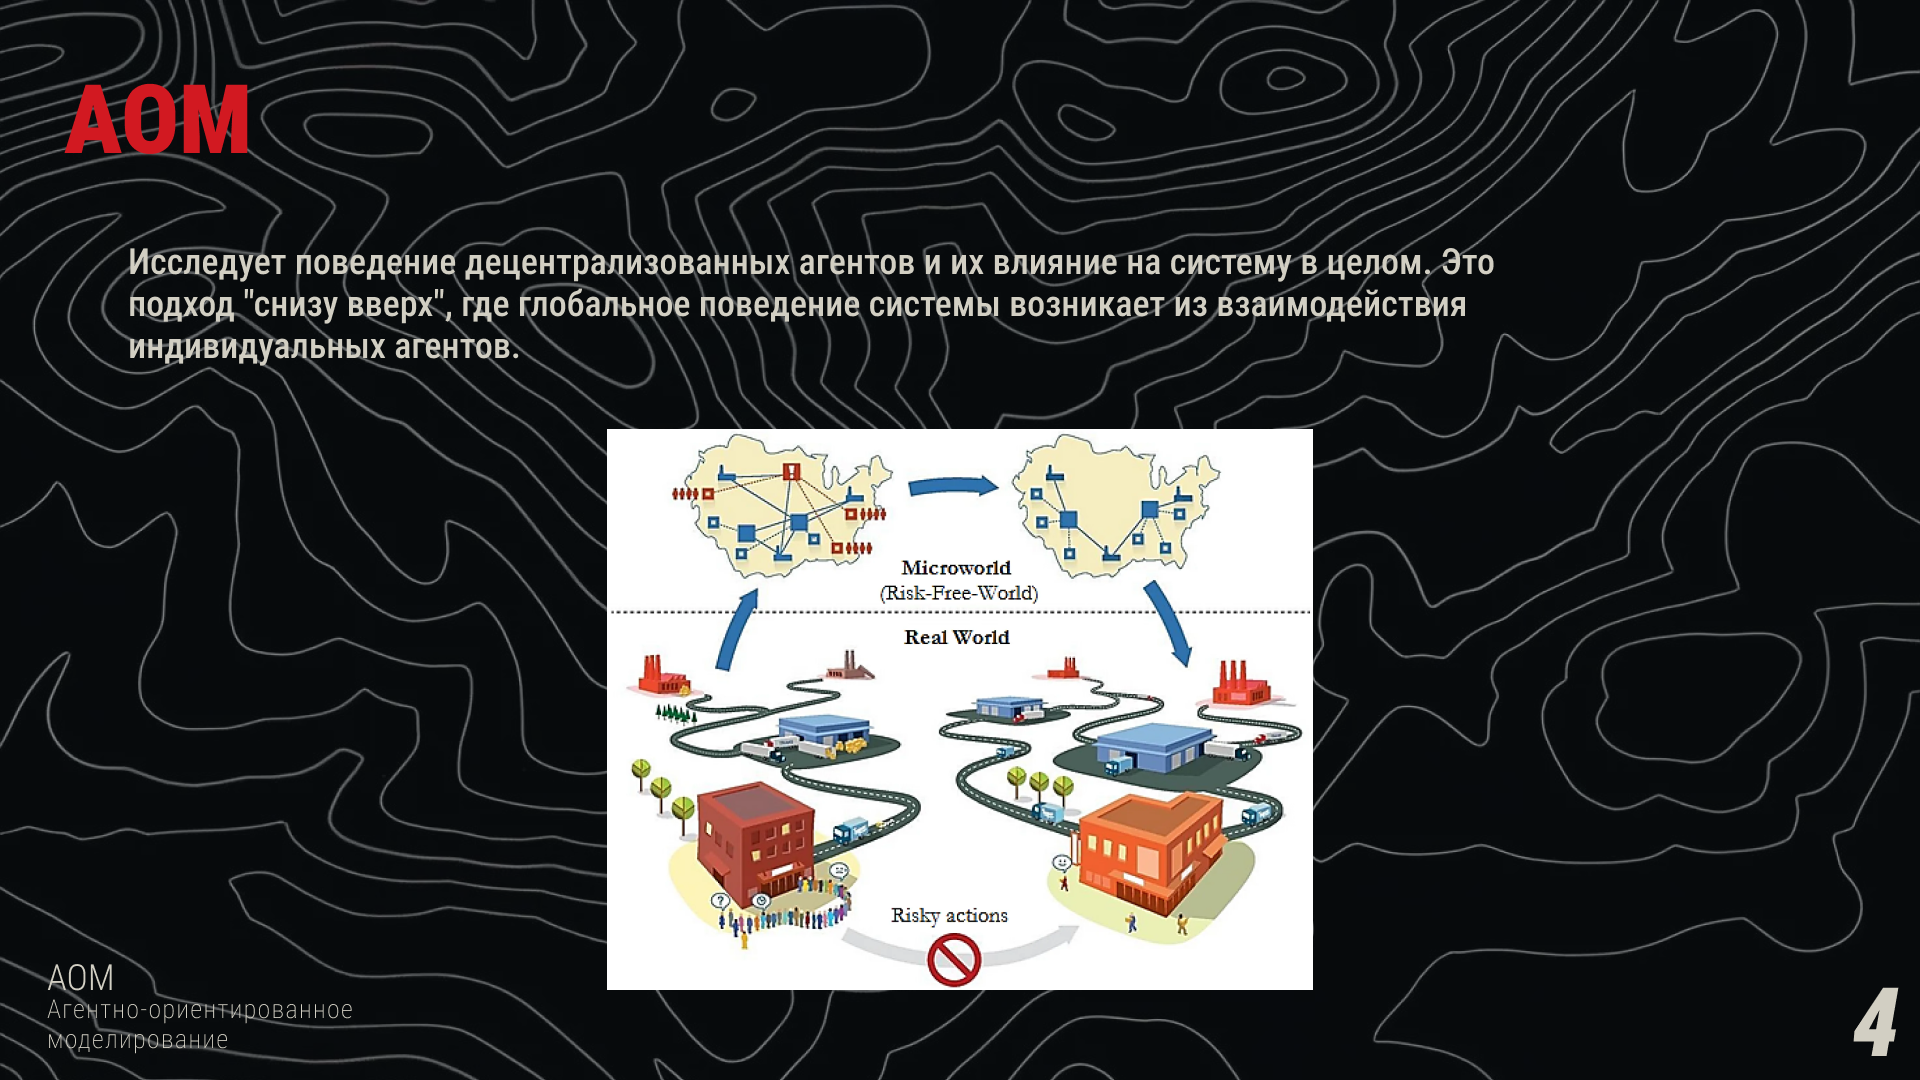 АОМ
Исследует поведение децентрализованных агентов и их влияние на систему в целом. Это
подход "снизу вверх", где глобальное поведение системы возникает из взаимодействия
индивидуальных агентов.
Microworld
(Risk-Free-World)
Real World
Risky actions
АОМ
Агентно-ориентированное
моделирование
4